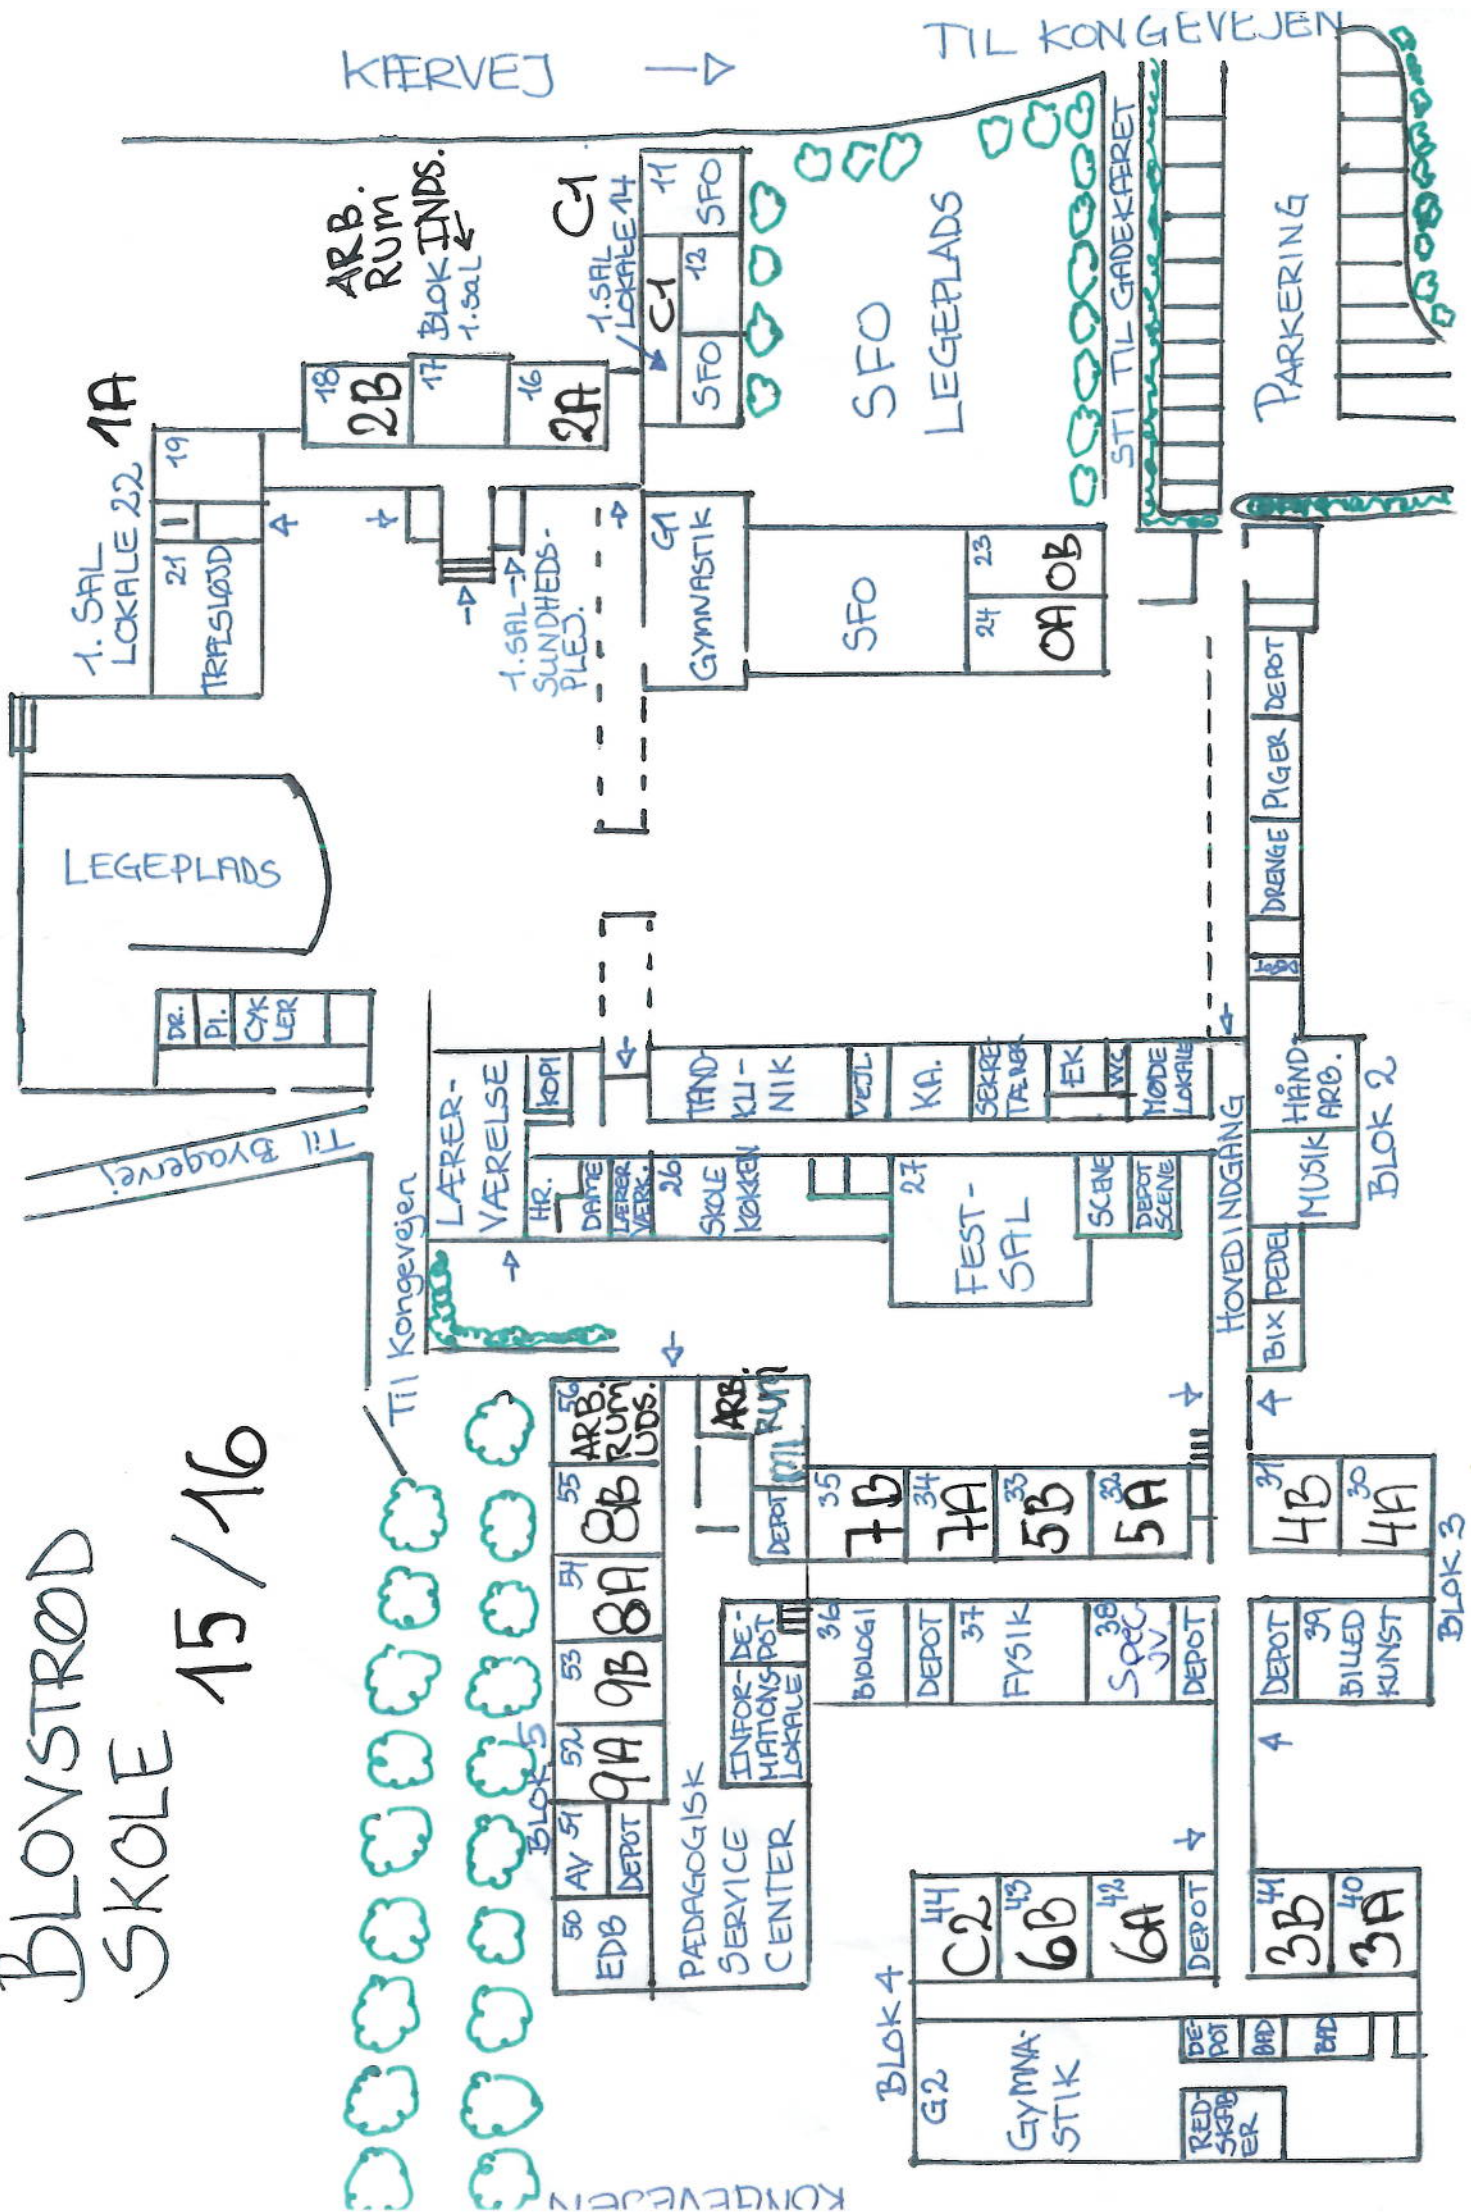 BLOVSTRØD
SKOLE
15/16
KÆRVEJ
TIL KONGEVEJEN
KONGEVEJEN
Til Kongevejen
Til Byagervej
LEGEPLADS
DR.
PI.
CYK
LER
1. SAL
LOKALE 22
1A
21
TRÆSLØJD
19
18
2B
17
16
2A
ARB.
RUM
INDS.
BLOK 1
1.sal
1.SAL
SUNDHEDS-
PLEJ.
1.SAL
LOKALE 14
C1
C1
11
SFO
12
SFO
SFO
LEGEPLADS
STI TIL GADEKÆRET
PARKERING
G1
GYMNASTIK
SFO
24
0A
23
0B
DRENGE
PIGER
DEPOT
LÆRER-
VÆRELSE
KOPI
HR.
DAME
LÆRER
VÆRK.
26
SKOLE
KØKKEN
TAND-
KLI-
NIK
VEJL.
KA.
SEKRE-
TÆRER
EK
WC
MØDE
LOKALE
27
FEST-
SAL
SCENE
DEPOT
SCENE
HOVEDINDGANG
BIX
PEDEL
MUSIK
HÅND
ARB.
BLOK 2
BLOK 5
50
EDB
AV 51
DEPOT
52
9A
53
9B
54
8A
55
8B
56
ARB.
RUM
UDS.
PÆDAGOGISK
SERVICE
CENTER
INFOR-
MATIONS
LOKALE
DE-
POT
DEPOT
ARB.
RUM
35
7B
34
7A
33
5B
32
5A
31
4B
30
4A
36
BIOLOGI
DEPOT
37
FYSIK
38
Spec
UV
DEPOT
DEPOT
39
BILLED
KUNST
BLOK 3
BLOK 4
G2
GYMNA-
STIK
44
C2
43
6B
42
6A
DEPOT
41
3B
40
3A
DE-
POT
BAD
BAD
RED-
SKAB
ER